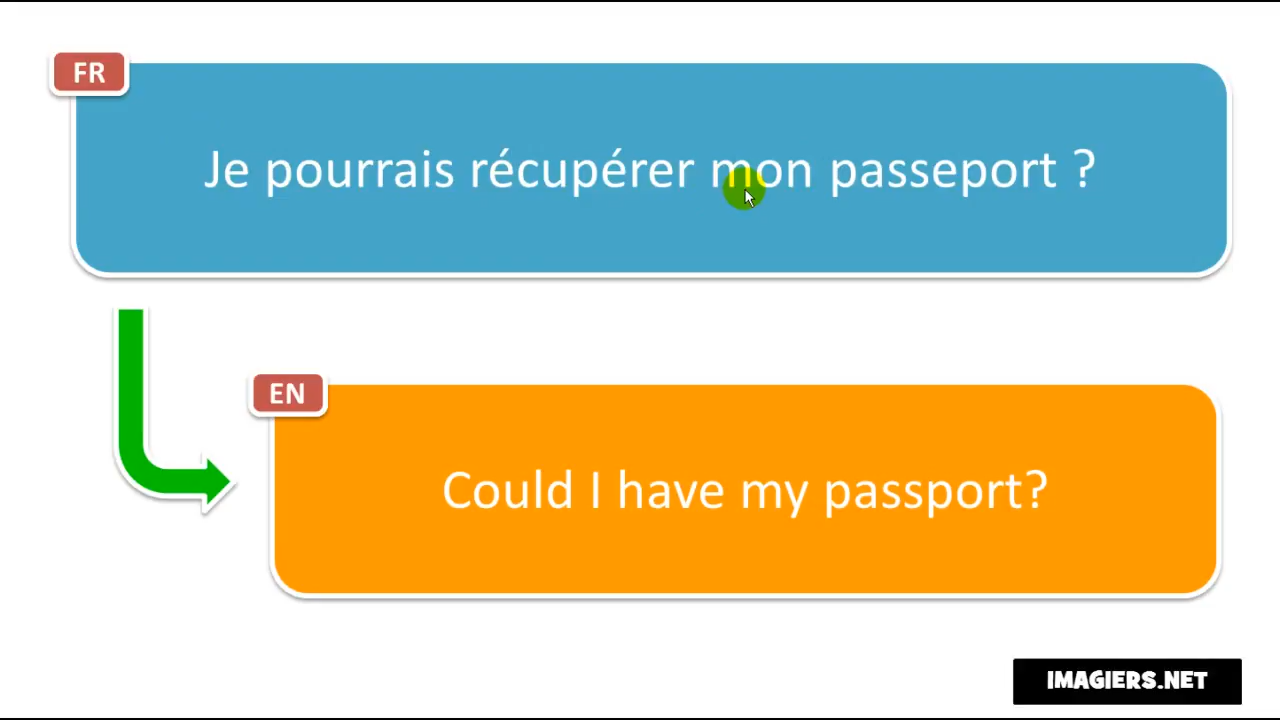 FR
Je pourrais récupérer mon passeport ?
EN
Could I have my passport?
IMAGIERS.NET